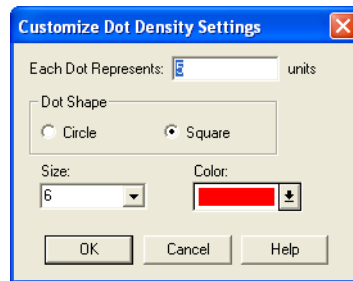 Customize Dot Density Settings
Each Dot Represents: 5 units
Dot Shape
Circle Square
Size: Color:
6
OK Cancel Help